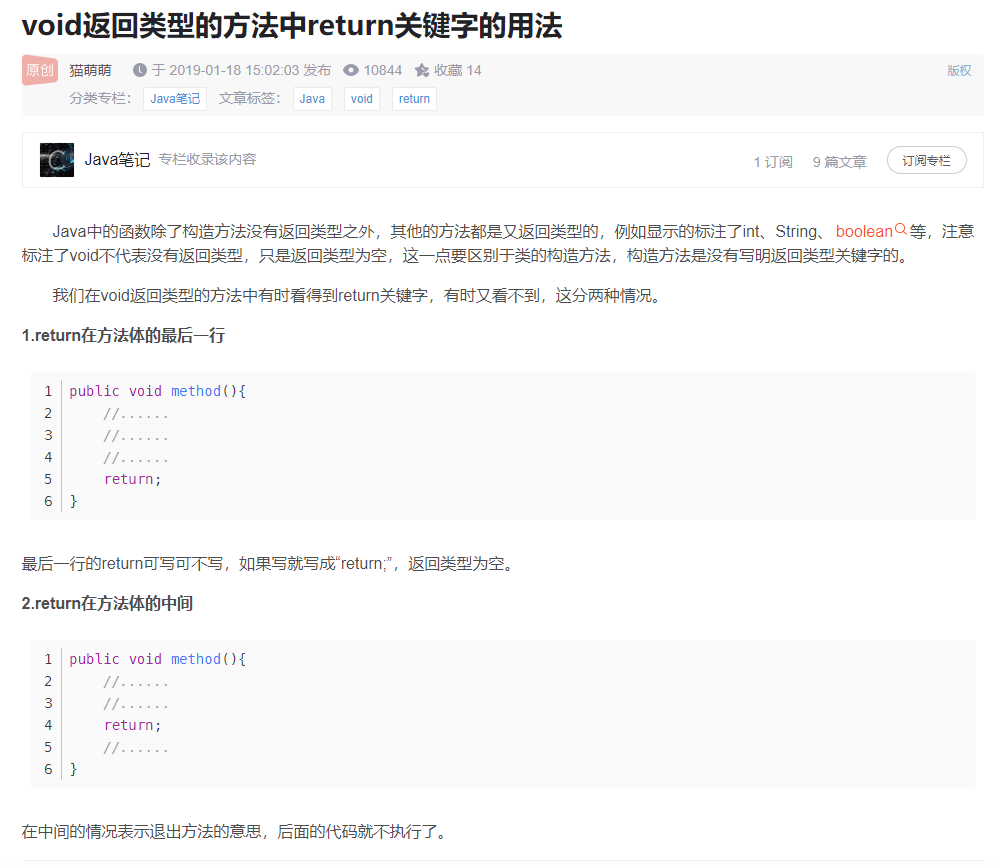 void返回类型的方法中return关键字的用法
原创 猫萌萌 于 2019-01-18 15:02:03 发布 10844 收藏 14 版权
分类专栏： Java笔记 文章标签： Java void return
Java笔记 专栏收录该内容 1 订阅 9 篇文章 订阅专栏
Java中的函数除了构造方法没有返回类型之外，其他的方法都是又返回类型的，例如显示的标注了int、String、boolean等，注意
标注了void不代表没有返回类型，只是返回类型为空，这一点要区别于类的构造方法，构造方法是没有写明返回类型关键字的。
我们在void返回类型的方法中有时看得到return关键字，有时又看不到，这分两种情况。
1.return在方法体的最后一行
1 public void method(){
2 //......
3 //......
4 //......
5 return;
6 }
最后一行的return可写可不写，如果写就写成“return;”，返回类型为空。
2.return在方法体的中间
1 public void method(){
2 //......
3 //......
4 return;
5 //......
6 }
在中间的情况表示退出方法的意思，后面的代码就不执行了。